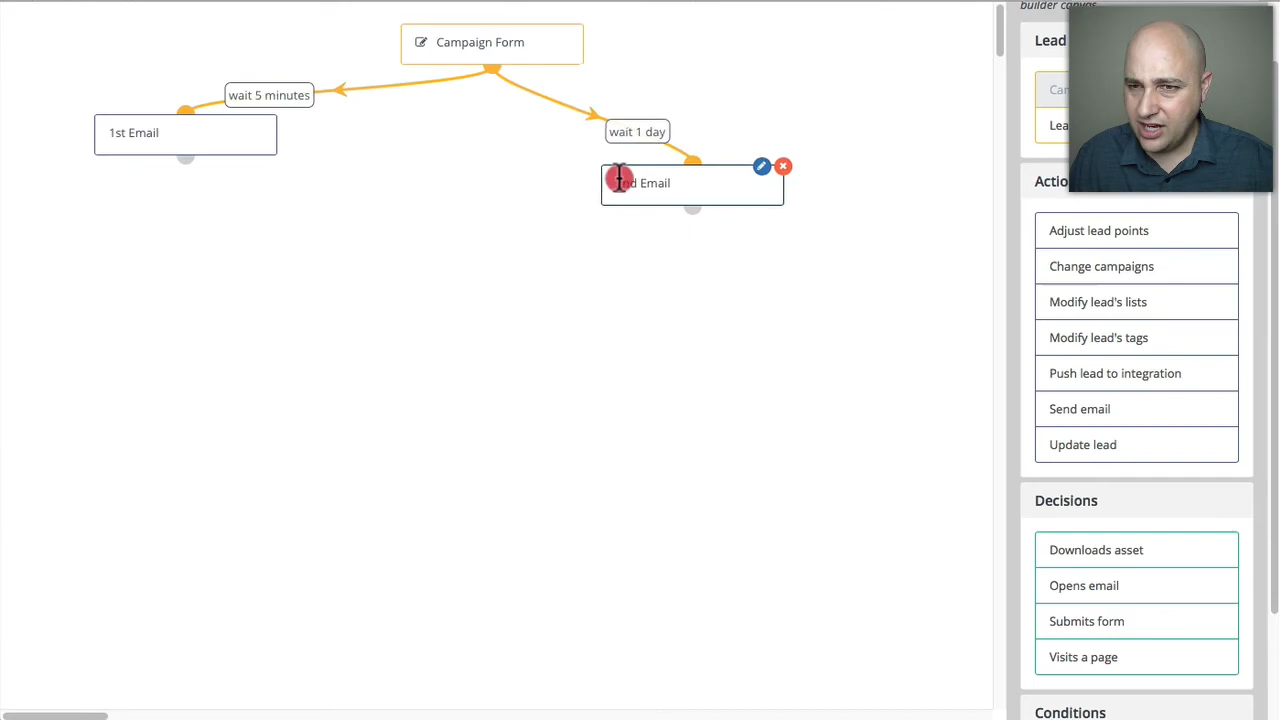 builder canvas.
Campaign Form
Lead
wait 5 minutes
wait 1 day
1st Email
Email
Lea
Actio
Adjust lead points
Change campaigns
Modify lead's lists
Modify lead's tags
Push lead to integration
Send email
Update lead
Decisions
Downloads asset
Opens email
Submits form
Visits a page
Conditions